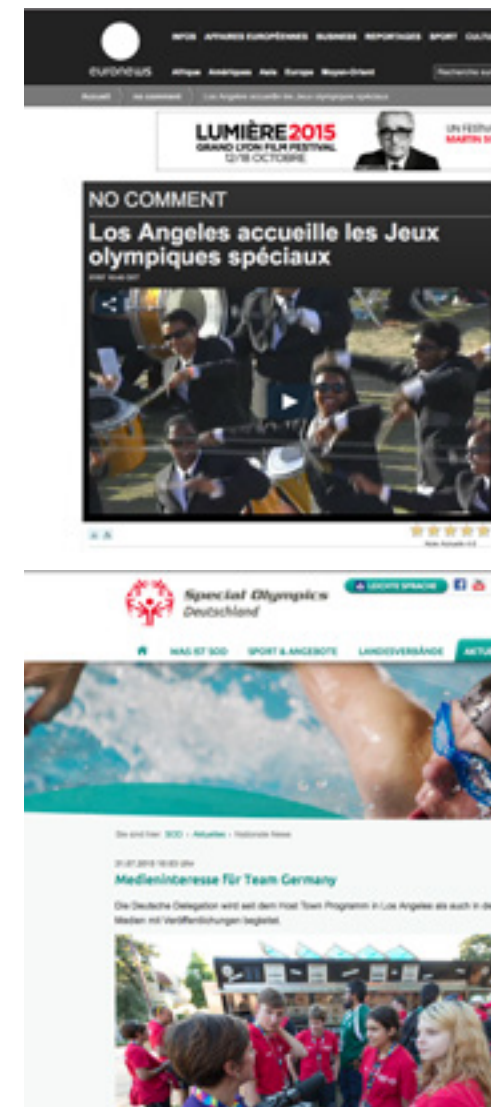 INFOS AFFAIRES EUROPÉENNES BUSINESS REPORTAGES SPORT
euronews
Afrique Amériques Asie Europe Moyen-Orient
Accueil no comment Los Angeles accueille les Jeux olympiques spéciaux
LUMIÈRE2015
GRAND LYON FILM FESTIVAL
12/18 OCTOBRE
NO COMMENT
Los Angeles accueille les Jeux
olympiques spéciaux
Special Olympics
Deutschland
LEICHTE SPRACHE
WAS IST SOD SPORT & ANGEBOTE LANDESVERBÄNDE
Sie sind hier: SOD › Aktuelles › Nationale News
Medieninteresse für Team Germany
Die Deutsche Delegation wird seit dem Host Town Programm in Los Angeles als auch in
Medien mit Veröffentlichungen begleitet.